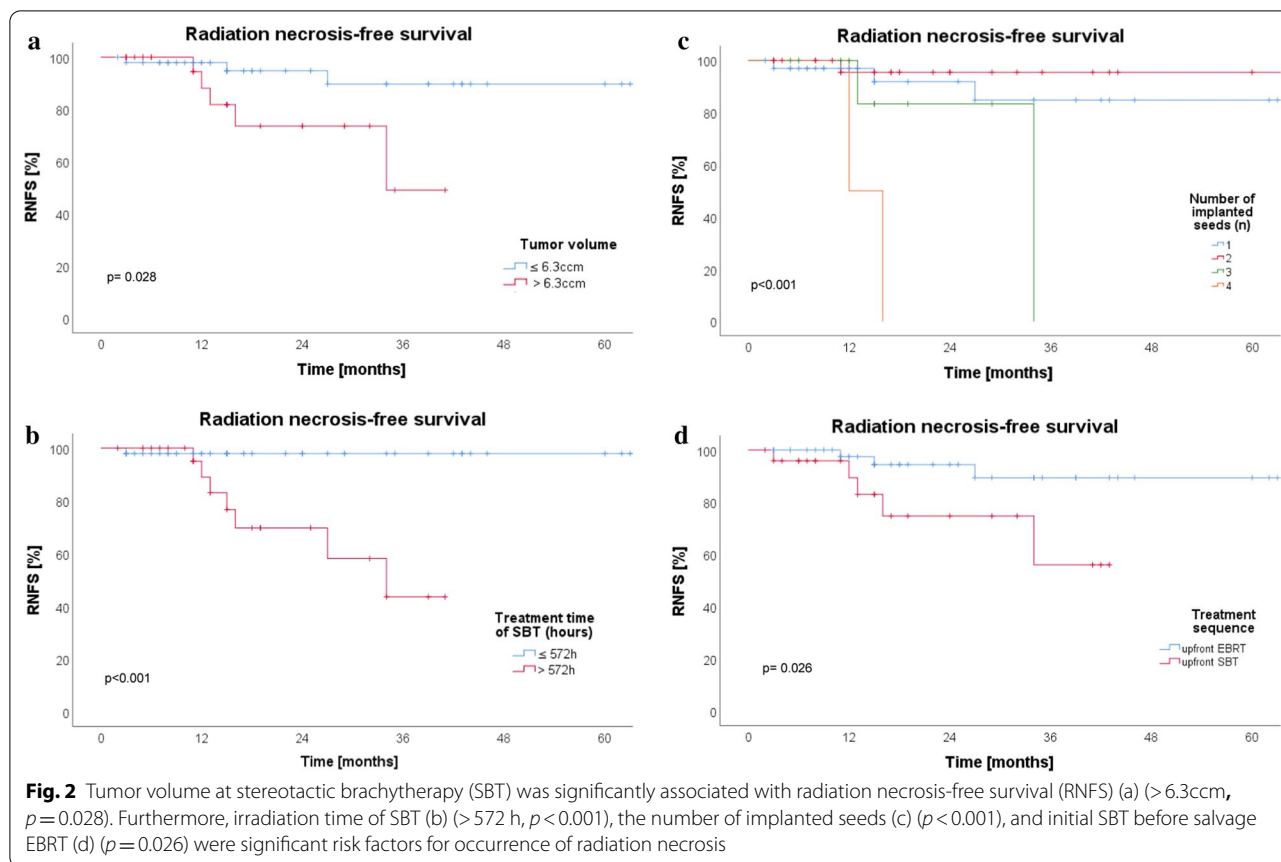 a
Radiation necrosis-free survival
100
80
60
40
20
0
RNFS [%]
p= 0.028
Tumor volume
≤ 6.3ccm
> 6.3ccm
0 12 24 36 48 60
Time [months]
c
Radiation necrosis-free survival
100
80
60
40
20
0
RNFS [%]
p<0.001
Number of
implanted
seeds (n)
1
2
3
4
0 12 24 36 48 60
Time [months]
b
Radiation necrosis-free survival
100
80
60
40
20
0
RNFS [%]
p<0.001
Treatment time
of SBT (hours)
≤ 572h
> 572h
0 12 24 36 48 60
Time [months]
d
Radiation necrosis-free survival
100
80
60
40
20
0
RNFS [%]
p= 0.026
Treatment
sequence
upfront EBRT
upfront SBT
0 12 24 36 48 60
Time [months]
Fig. 2 Tumor volume at stereotactic brachytherapy (SBT) was significantly associated with radiation necrosis-free survival (RNFS) (a) (> 6.3ccm,
p = 0.028). Furthermore, irradiation time of SBT (b) (> 572 h, p < 0.001), the number of implanted seeds (c) (p < 0.001), and initial SBT before salvage
EBRT (d) (p = 0.026) were significant risk factors for occurrence of radiation necrosis